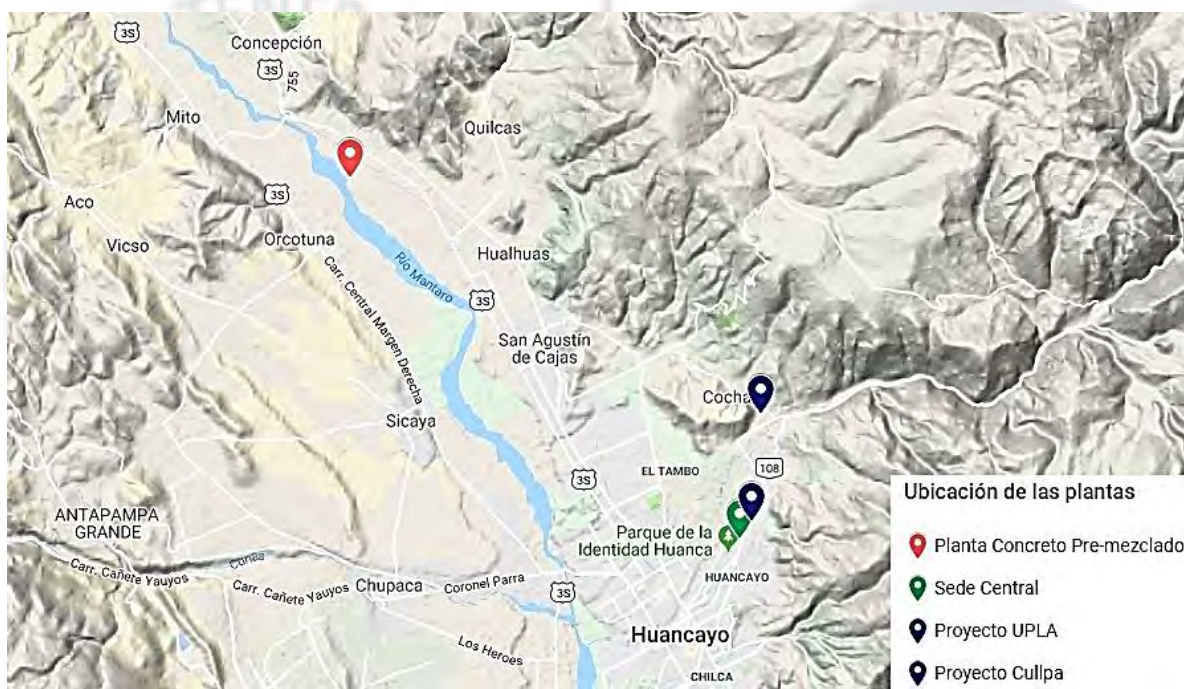 3S
Concepción
3S
755
Mito
Quilcas
3S
Aco
Vicso
Orcotuna
Hualhuas
Río Mantaro
3S
Carr. Central Margen Derecha
San Agustín
de Cajas
Cocha
Sicaya
EL TAMBO
108
3S
ANTAPAMPA
GRANDE
Parque de la
Identidad Huanca
Cunas
Carr. Cañete Yauyos
Carr. Cañete Yauyos
Chupaca
Coronel Parra
HUANCAYO
3S
Huancayo
Los Heroes
CHILCA
Ubicación de las plantas
Planta Concreto Pre-mezclado
Sede Central
Proyecto UPLA
Proyecto Cullpa